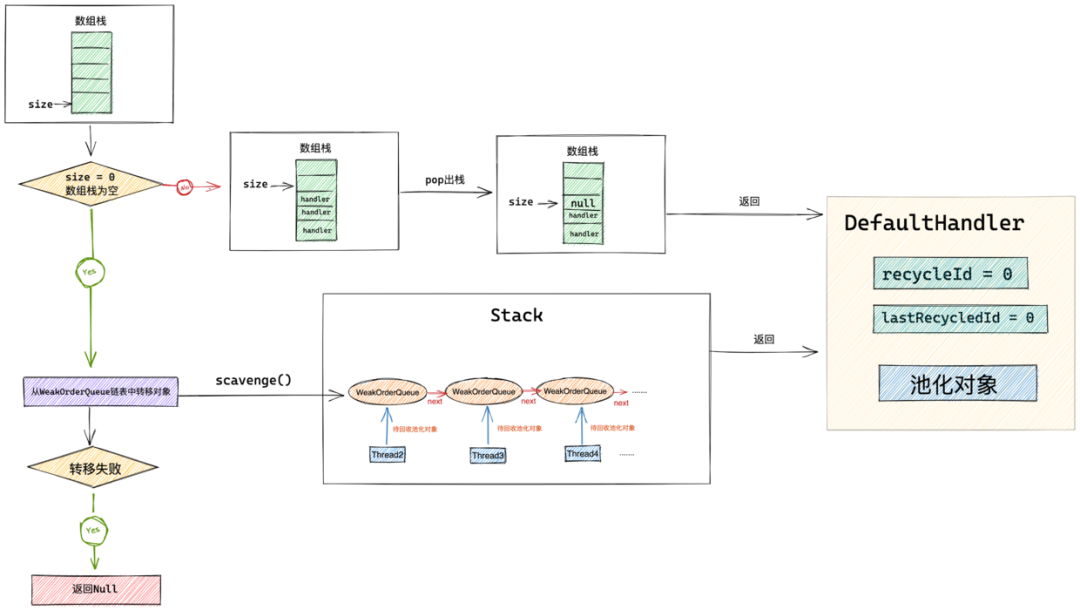 数组栈
size
size = 0
数组栈为空
No
数组栈
size
handler
handler
handler
pop出栈
数组栈
size
null
handler
handler
返回
DefaultHandler
recycleId = 0
lastRecycledId = 0
池化对象
Yes
从WeakOrderQueue链表中转移对象
scavenge()
Stack
WeakOrderQueue
next
WeakOrderQueue
next
WeakOrderQueue
next
......
待回收池化对象
待回收池化对象
待回收池化对象
Thread2
Thread3
Thread4
......
返回
转移失败
Yes
返回Null